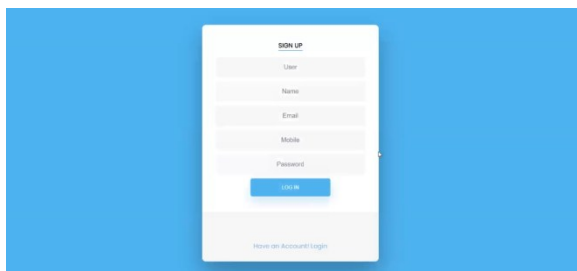 SIGN UP
User
Name
Email
Mobile
Password
LOG IN
Have an Account! Login